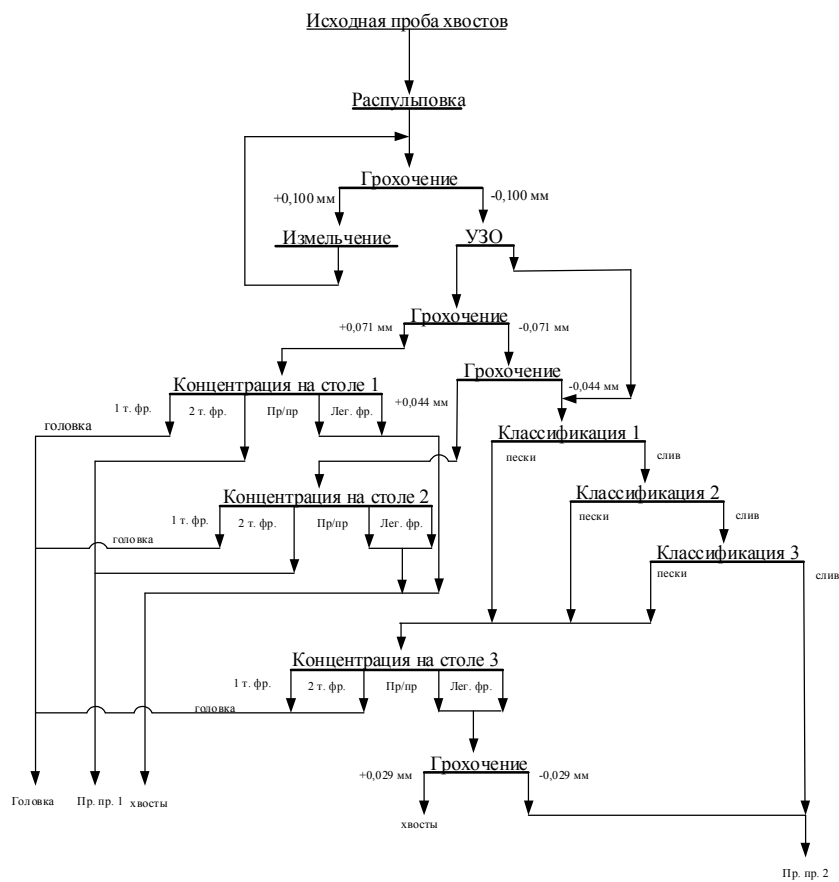 Исходная проба хвостов
Распульповка
Грохочение
+0,100 мм
-0,100 мм
Измельчение
УЗО
Грохочение
+0,071 мм
-0,071 мм
Грохочение
+0,044 мм
-0,044 мм
Концентрация на столе 1
1 т. фр.
2 т. фр.
Пр/пр
Лег. фр.
головка
Классификация 1
пески
слив
Концентрация на столе 2
1 т. фр.
2 т. фр.
Пр/пр
Лег. фр.
головка
Классификация 2
пески
слив
Классификация 3
пески
слив
Концентрация на столе 3
1 т. фр.
2 т. фр.
Пр/пр
Лег. фр.
головка
Грохочение
+0,029 мм
-0,029 мм
Головка
Пр. пр. 1
хвосты
хвосты
Пр. пр. 2